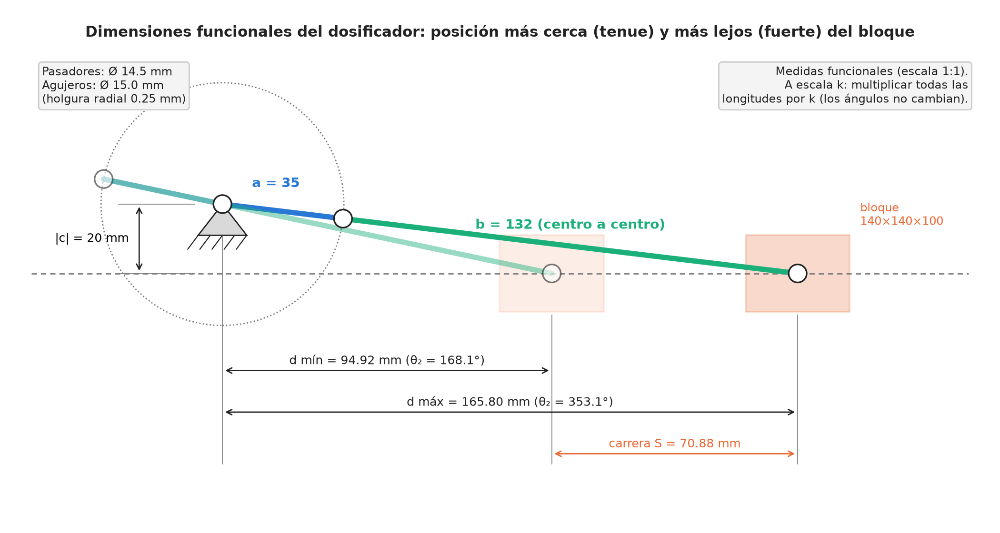 Dimensiones funcionales del dosificador: posición más cerca (tenue) y más lejos (fuerte) del bloque
Pasadores: Ø 14.5 mm
Agujeros: Ø 15.0 mm
(holgura radial 0.25 mm)
Medidas funcionales (escala 1:1).
A escala k: multiplicar todas las
longitudes por k (los ángulos no cambian).
a = 35
b = 132 (centro a centro)
bloque
140×140×100
|c| = 20 mm
d mín = 94.92 mm (θ₂ = 168.1°)
d máx = 165.80 mm (θ₂ = 353.1°)
carrera S = 70.88 mm